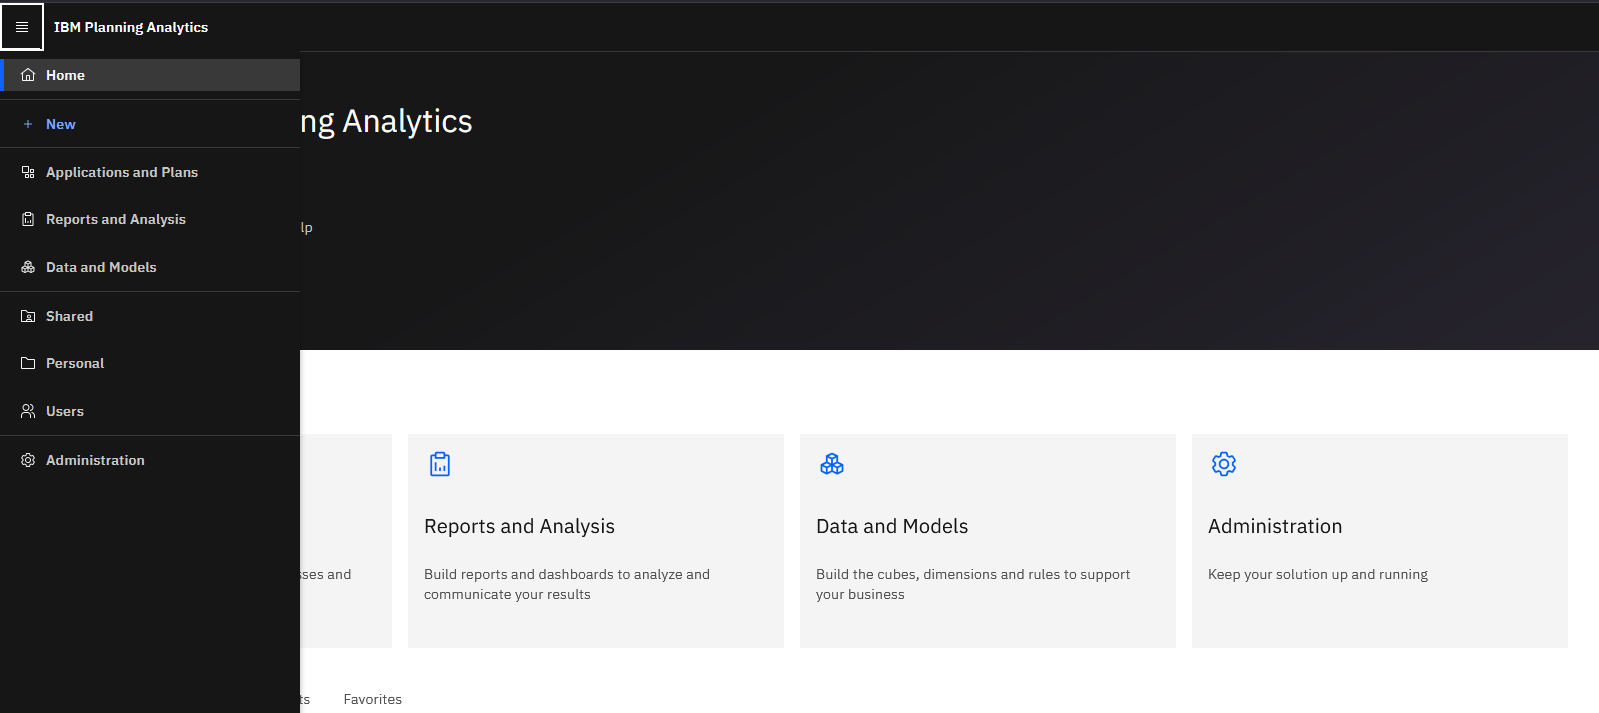 IBM Planning Analytics
Home
New
ng Analytics
Applications and Plans
Reports and Analysis
lp
Data and Models
Shared
Personal
Users
Administration
Reports and Analysis
Data and Models
Administration
sses and
Build reports and dashboards to analyze and
communicate your results
Build the cubes, dimensions and rules to support
your business
Keep your solution up and running
ts
Favorites